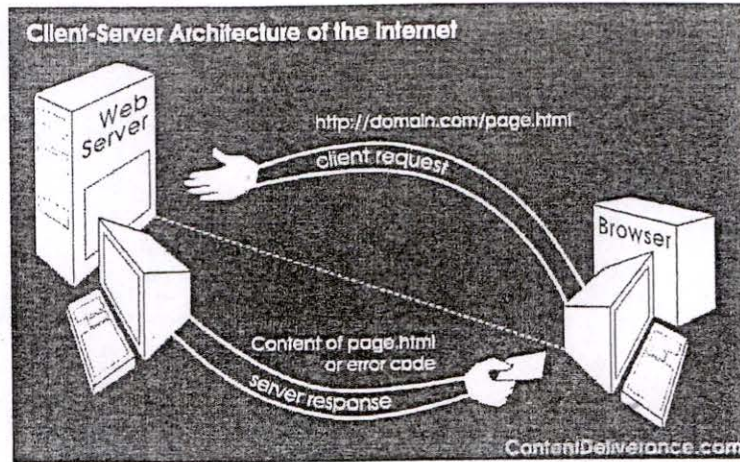 Client-Server Architecture of the Internet
Web
Server
http://domain.com/page.html
client request
Browser
Content of page.html
or error code
server response
ContentDeliverance.com